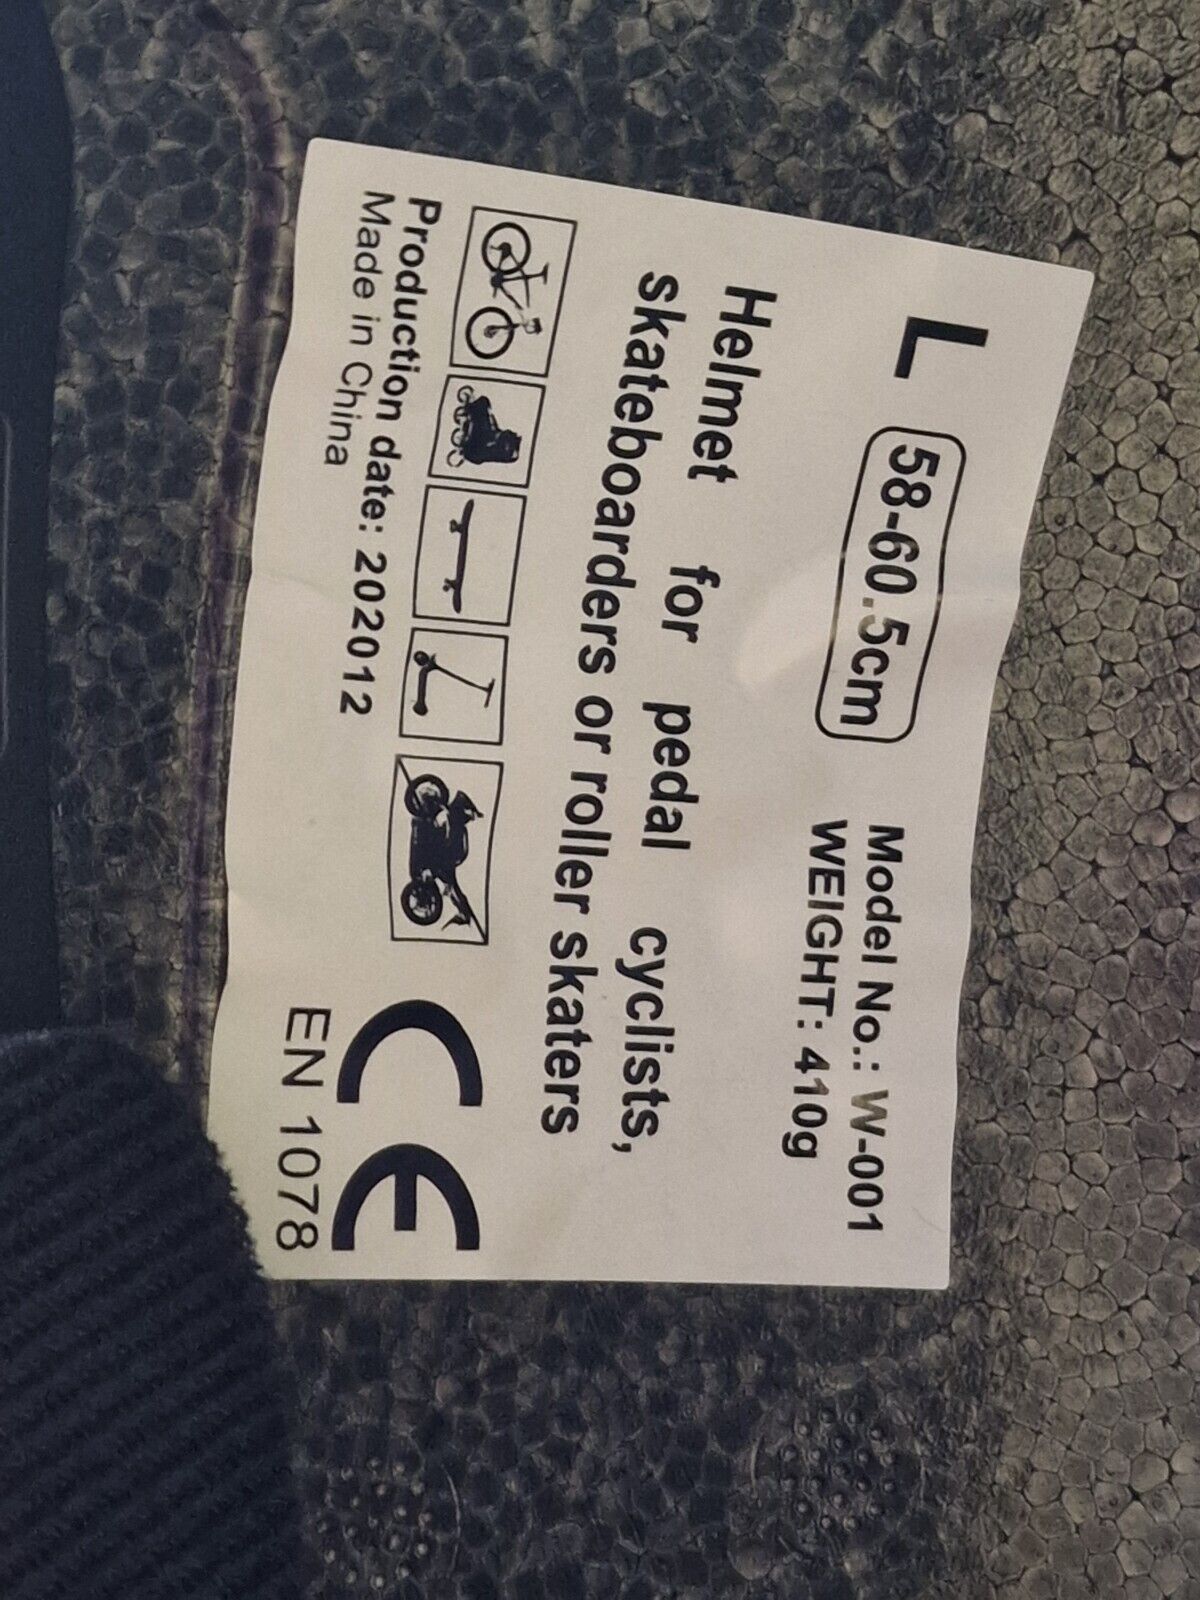 L 58-60.5cm
Model No.: W-001
WEIGHT: 410g
Helmet for pedal cyclists,
skateboarders or roller skaters
Production date: 202012
Made in China
CE
EN 1078